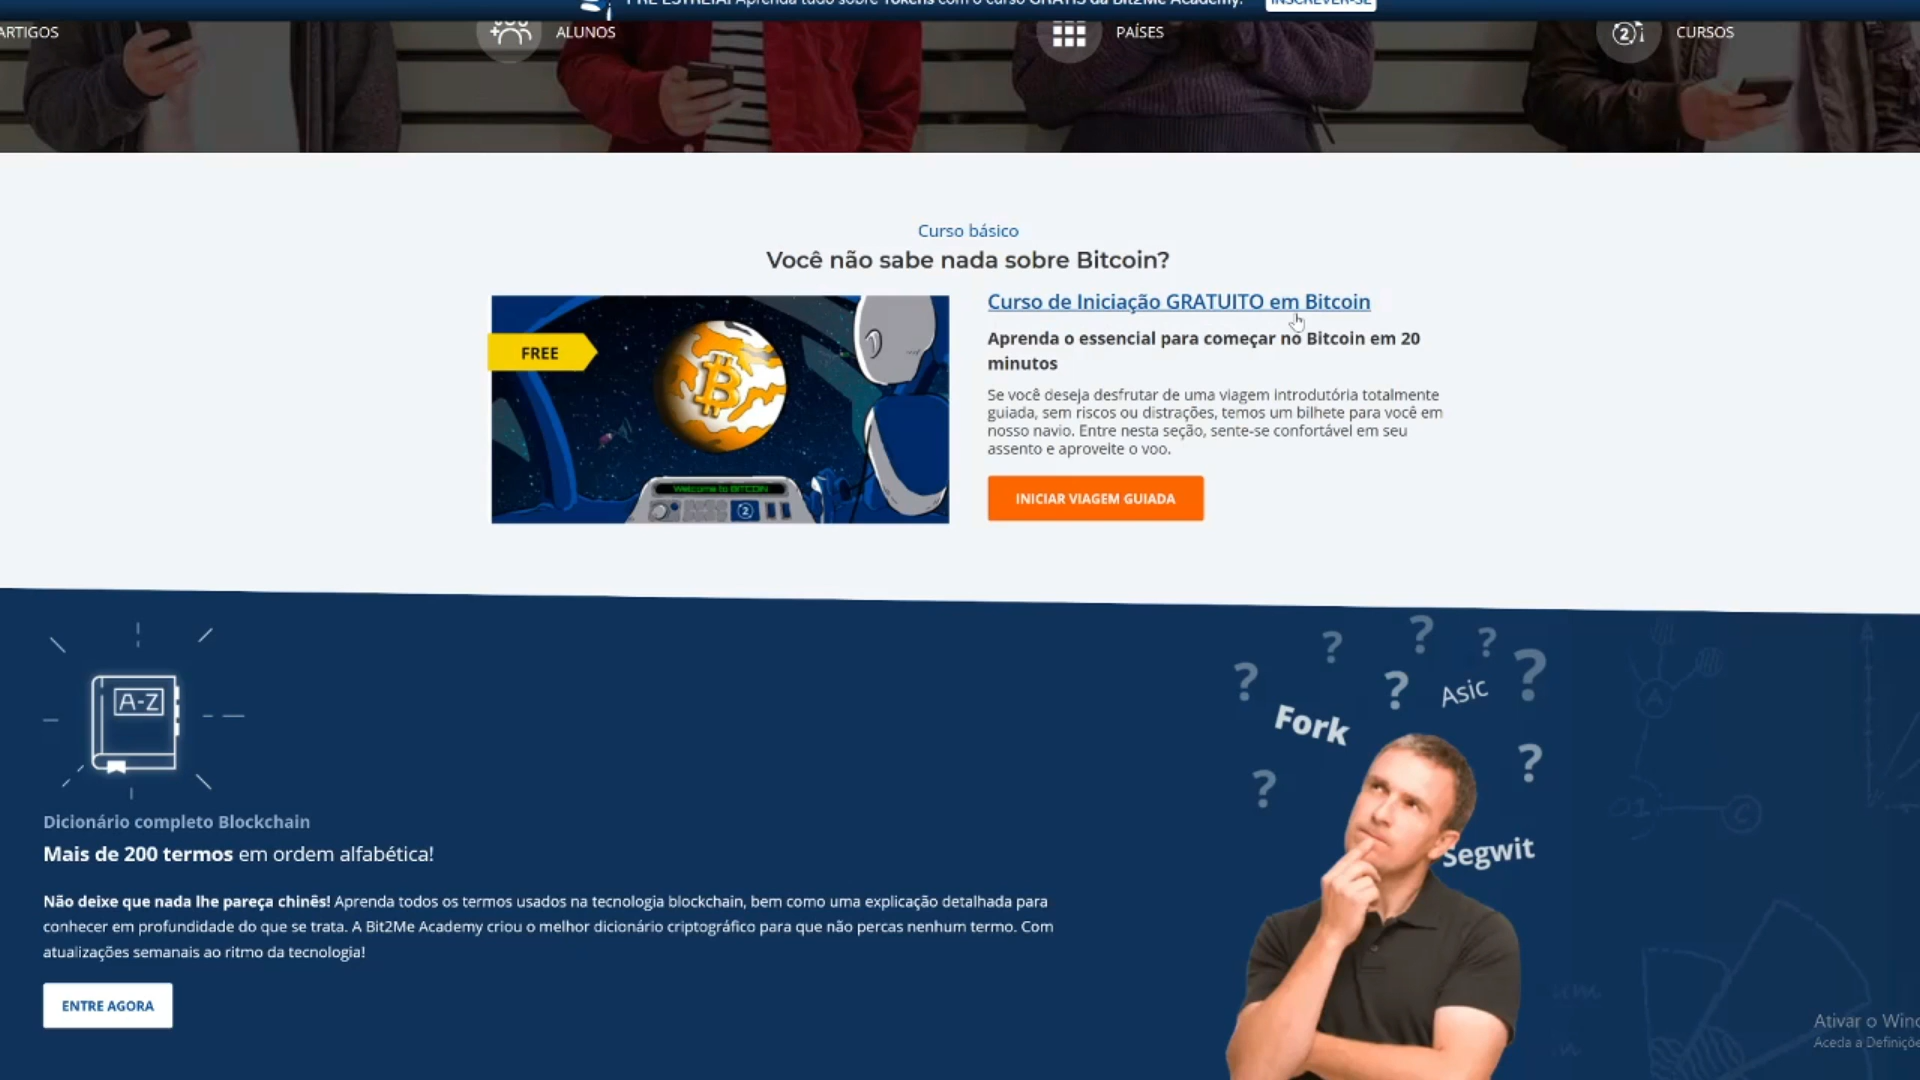 PRÉ-ESTREIA! Aprenda tudo sobre Tokens com o curso GRÁTIS da Bit2Me Academy.
INSCREVER-SE
ARTIGOS
ALUNOS
PAÍSES
CURSOS
Curso básico
Você não sabe nada sobre Bitcoin?
FREE
Welcome to BITCOIN
Curso de Iniciação GRATUITO em Bitcoin
Aprenda o essencial para começar no Bitcoin em 20
minutos
Se você deseja desfrutar de uma viagem introdutória totalmente
guiada, sem riscos ou distrações, temos um bilhete para você em
nosso navio. Entre nesta seção, sente-se confortável em seu
assento e aproveite o voo.
INICIAR VIAGEM GUIADA
A-Z
Dicionário completo Blockchain
Mais de 200 termos em ordem alfabética!
Não deixe que nada lhe pareça chinês! Aprenda todos os termos usados na tecnologia blockchain, bem como uma explicação detalhada para
conhecer em profundidade do que se trata. A Bit2Me Academy criou o melhor dicionário criptográfico para que não percas nenhum termo. Com
atualizações semanais ao ritmo da tecnologia!
ENTRE AGORA
? ? ? ? ? ? ? ?
Asic
Fork
Segwit
Ativar o Wind
Aceda a Definiçõe